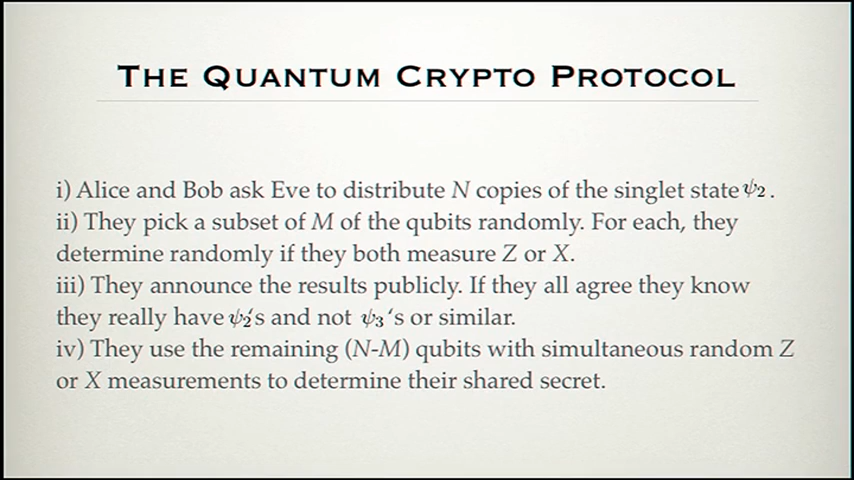 THE QUANTUM CRYPTO PROTOCOL
i) Alice and Bob ask Eve to distribute N copies of the singlet state ψ₂.
ii) They pick a subset of M of the qubits randomly. For each, they
determine randomly if they both measure Z or X.
iii) They announce the results publicly. If they all agree they know
they really have ψ₂'s and not ψ₃'s or similar.
iv) They use the remaining (N-M) qubits with simultaneous random Z
or X measurements to determine their shared secret.